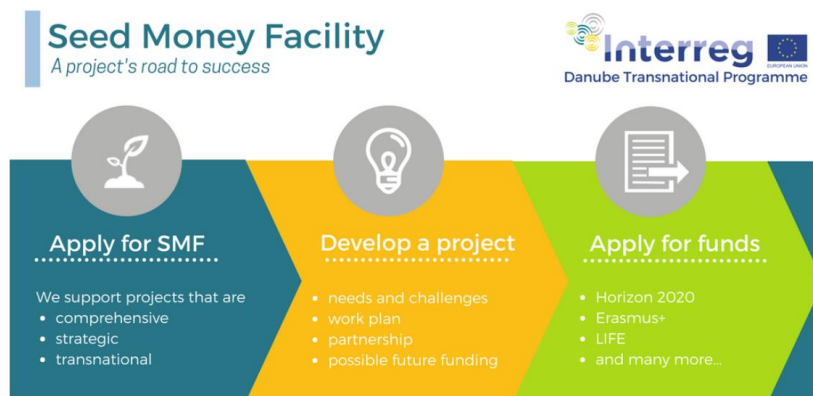 Seed Money Facility
A project's road to success
Interreg
EUROPEAN UNION
Danube Transnational Programme
Apply for SMF
We support projects that are
• comprehensive
• strategic
• transnational
Develop a project
• needs and challenges
• work plan
• partnership
• possible future funding
Apply for funds
• Horizon 2020
• Erasmus+
• LIFE
• and many more...